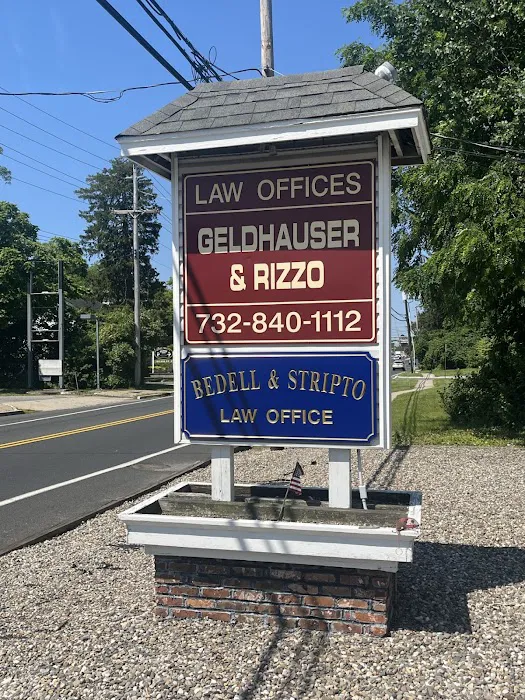 LAW OFFICES
GELDHAUSER
& RIZZO
732-840-1112
BEDELL & STRIPTO
LAW OFFICE